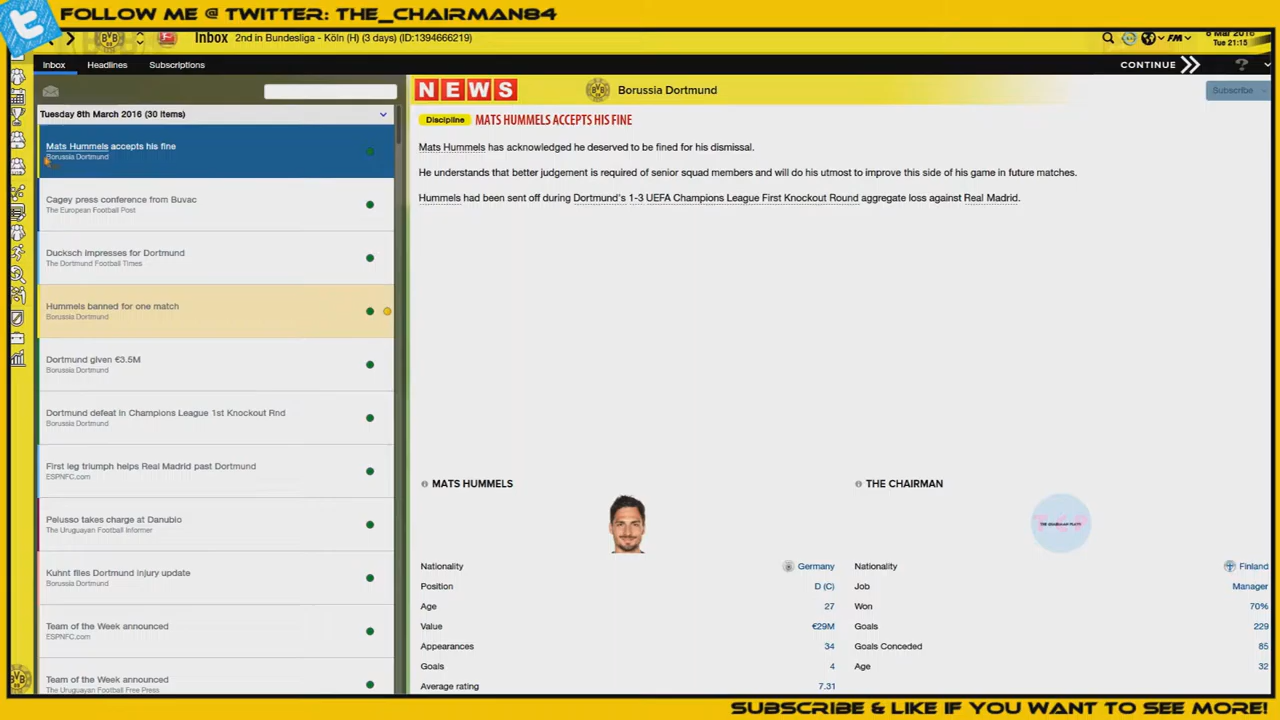 FOLLOW ME @ TWITTER: THE_CHAIRMAN84
Inbox
2nd in Bundesliga - Köln (H) (3 days) (ID:1394666219)
FM
Tue 21:15
Inbox
Headlines
Subscriptions
CONTINUE
Tuesday 8th March 2016 (30 Items)
Mats Hummels accepts his fine
Borussia Dortmund
Cagey press conference from Buvac
The European Football Post
Ducksch impresses for Dortmund
The Dortmund Football Times
Hummels banned for one match
Borussia Dortmund
Dortmund given €3.5M
Borussia Dortmund
Dortmund defeat in Champions League 1st Knockout Rnd
Borussia Dortmund
First leg triumph helps Real Madrid past Dortmund
ESPNFC.com
Pelusso takes charge at Danubio
The Uruguayan Football Informer
Kuhnt files Dortmund injury update
Borussia Dortmund
Team of the Week announced
ESPNFC.com
Team of the Week announced
The Uruguayan Football Free Press
NEWS
Borussia Dortmund
Subscribe
Discipline
MATS HUMMELS ACCEPTS HIS FINE
Mats Hummels has acknowledged he deserved to be fined for his dismissal.
He understands that better judgement is required of senior squad members and will do his utmost to improve this side of his game in future matches.
Hummels had been sent off during Dortmund's 1-3 UEFA Champions League First Knockout Round aggregate loss against Real Madrid.
MATS HUMMELS
Nationality Germany
Position D (C)
Age 27
Value €29M
Appearances 34
Goals 4
Average rating 7.31
THE CHAIRMAN
Nationality Finland
Job Manager
Won 70%
Goals 229
Goals Conceded 85
Age 32
SUBSCRIBE & LIKE IF YOU WANT TO SEE MORE!